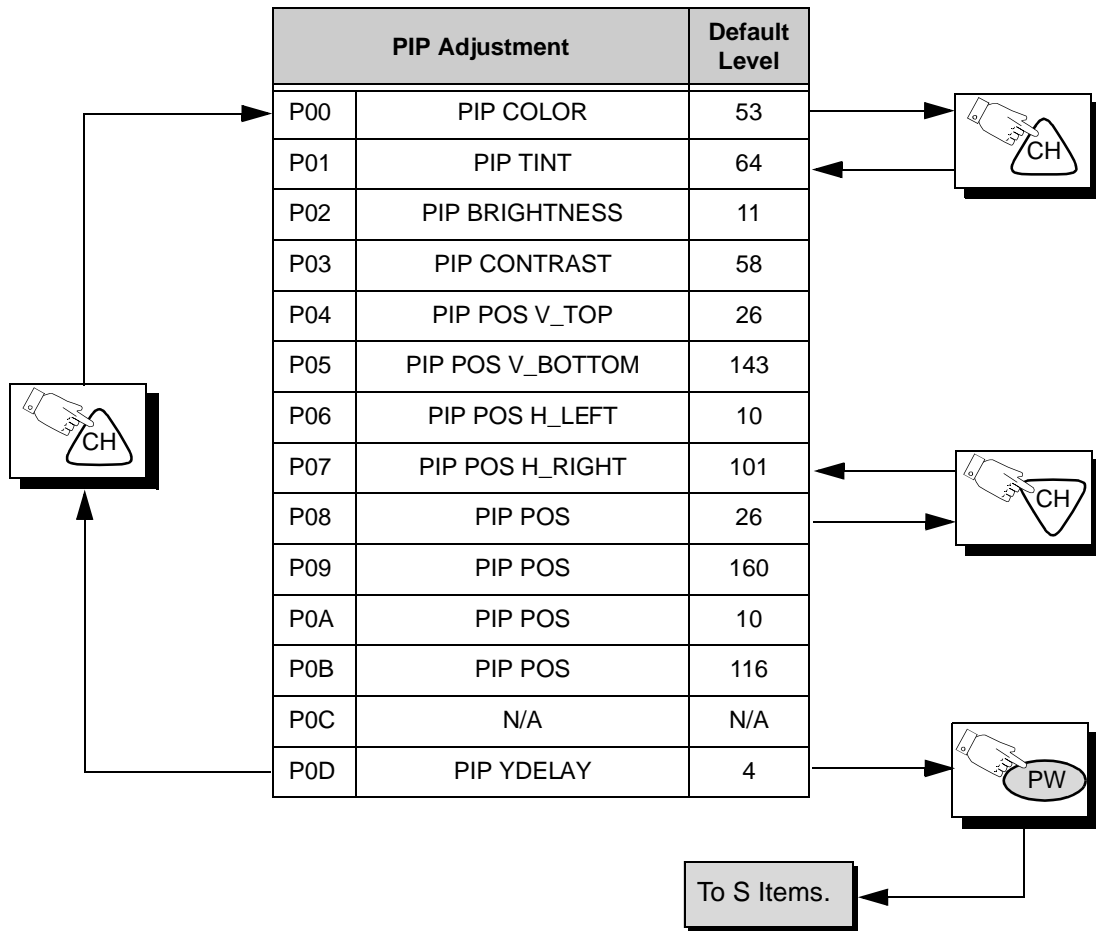 PIP Adjustment Default Level
P00 PIP COLOR 53
CH
P01 PIP TINT 64
P02 PIP BRIGHTNESS 11
P03 PIP CONTRAST 58
P04 PIP POS V_TOP 26
P05 PIP POS V_BOTTOM 143
P06 PIP POS H_LEFT 10
CH
P07 PIP POS H_RIGHT 101
CH
P08 PIP POS 26
P09 PIP POS 160
P0A PIP POS 10
P0B PIP POS 116
P0C N/A N/A
P0D PIP YDELAY 4
PW
To S Items.